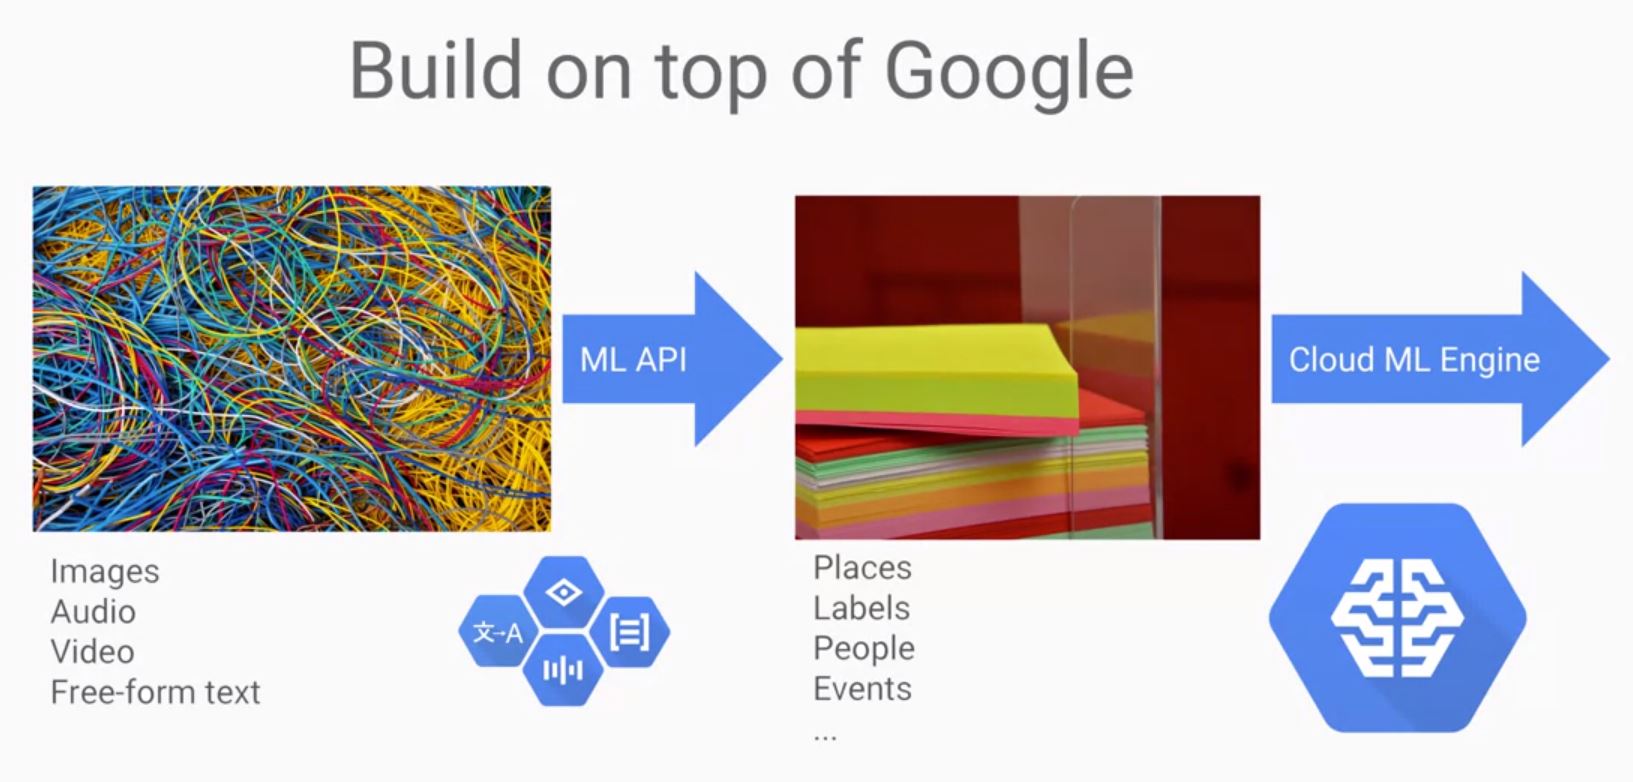 Build on top of Google
ML API
Cloud ML Engine
Images
Audio
Video
Free-form text
文→A
Places
Labels
People
Events
...